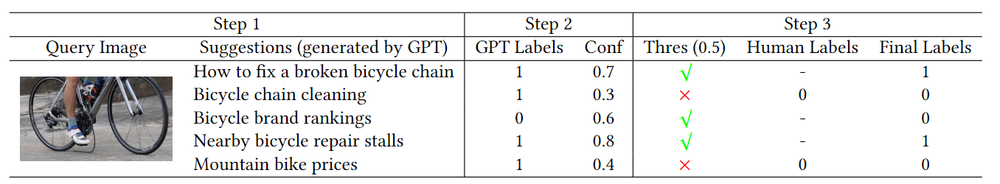 Step 1 Step 2 Step 3
Query Image Suggestions (generated by GPT) GPT Labels Conf Thres (0.5) Human Labels Final Labels
How to fix a broken bicycle chain 1 0.7 √ - 1
Bicycle chain cleaning 1 0.3 × 0 0
Bicycle brand rankings 0 0.6 √ - 0
Nearby bicycle repair stalls 1 0.8 √ - 1
Mountain bike prices 1 0.4 × 0 0